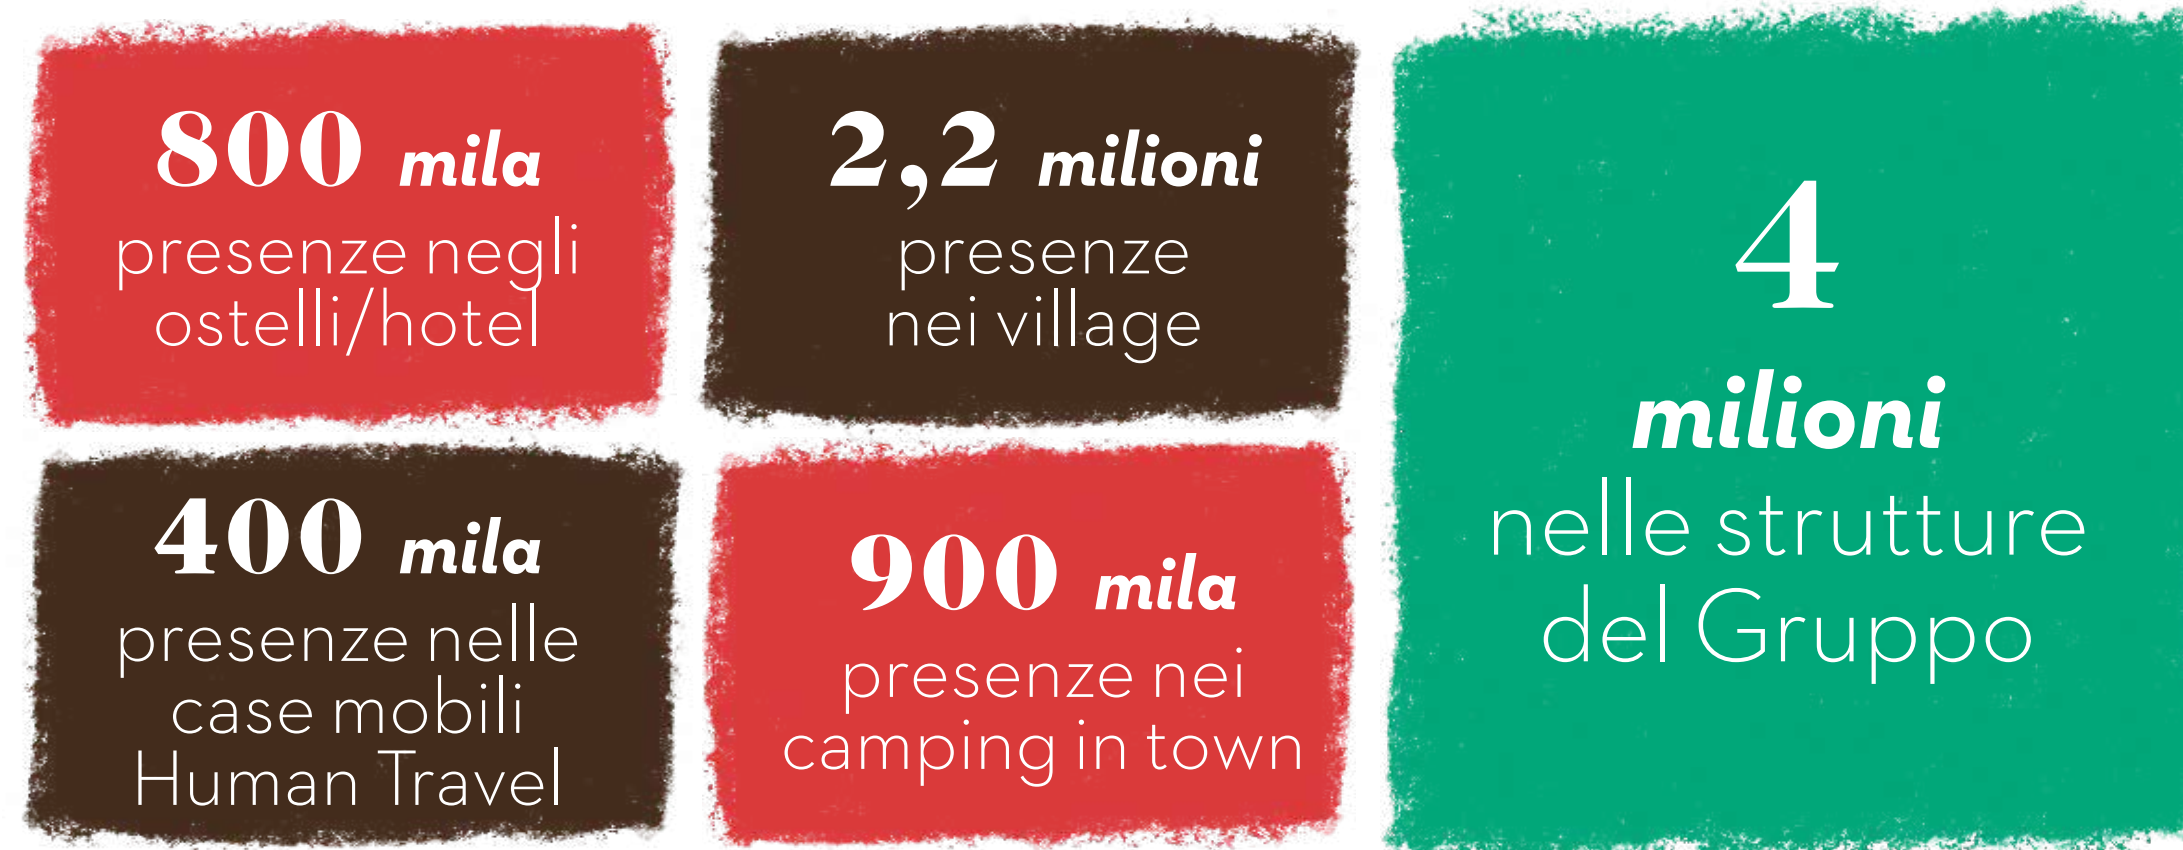 800 mila
presenze negli
ostelli/hotel
2,2 milioni
presenze
nei village
400 mila
presenze nelle
case mobili
Human Travel
900 mila
presenze nei
camping in town
4
milioni
nelle strutture
del Gruppo